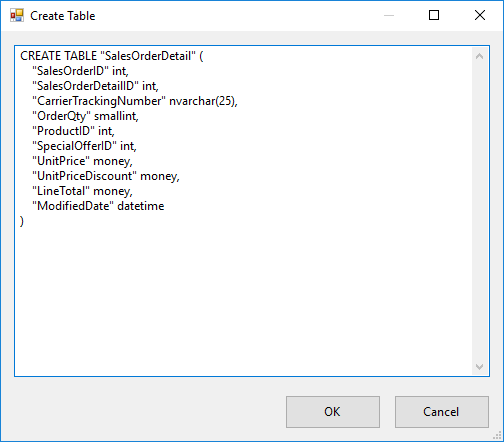 Create Table
CREATE TABLE "SalesOrderDetail" (
"SalesOrderID" int,
"SalesOrderDetailID" int,
"CarrierTrackingNumber" nvarchar(25),
"OrderQty" smallint,
"ProductID" int,
"SpecialOfferID" int,
"UnitPrice" money,
"UnitPriceDiscount" money,
"LineTotal" money,
"ModifiedDate" datetime
)
OK Cancel